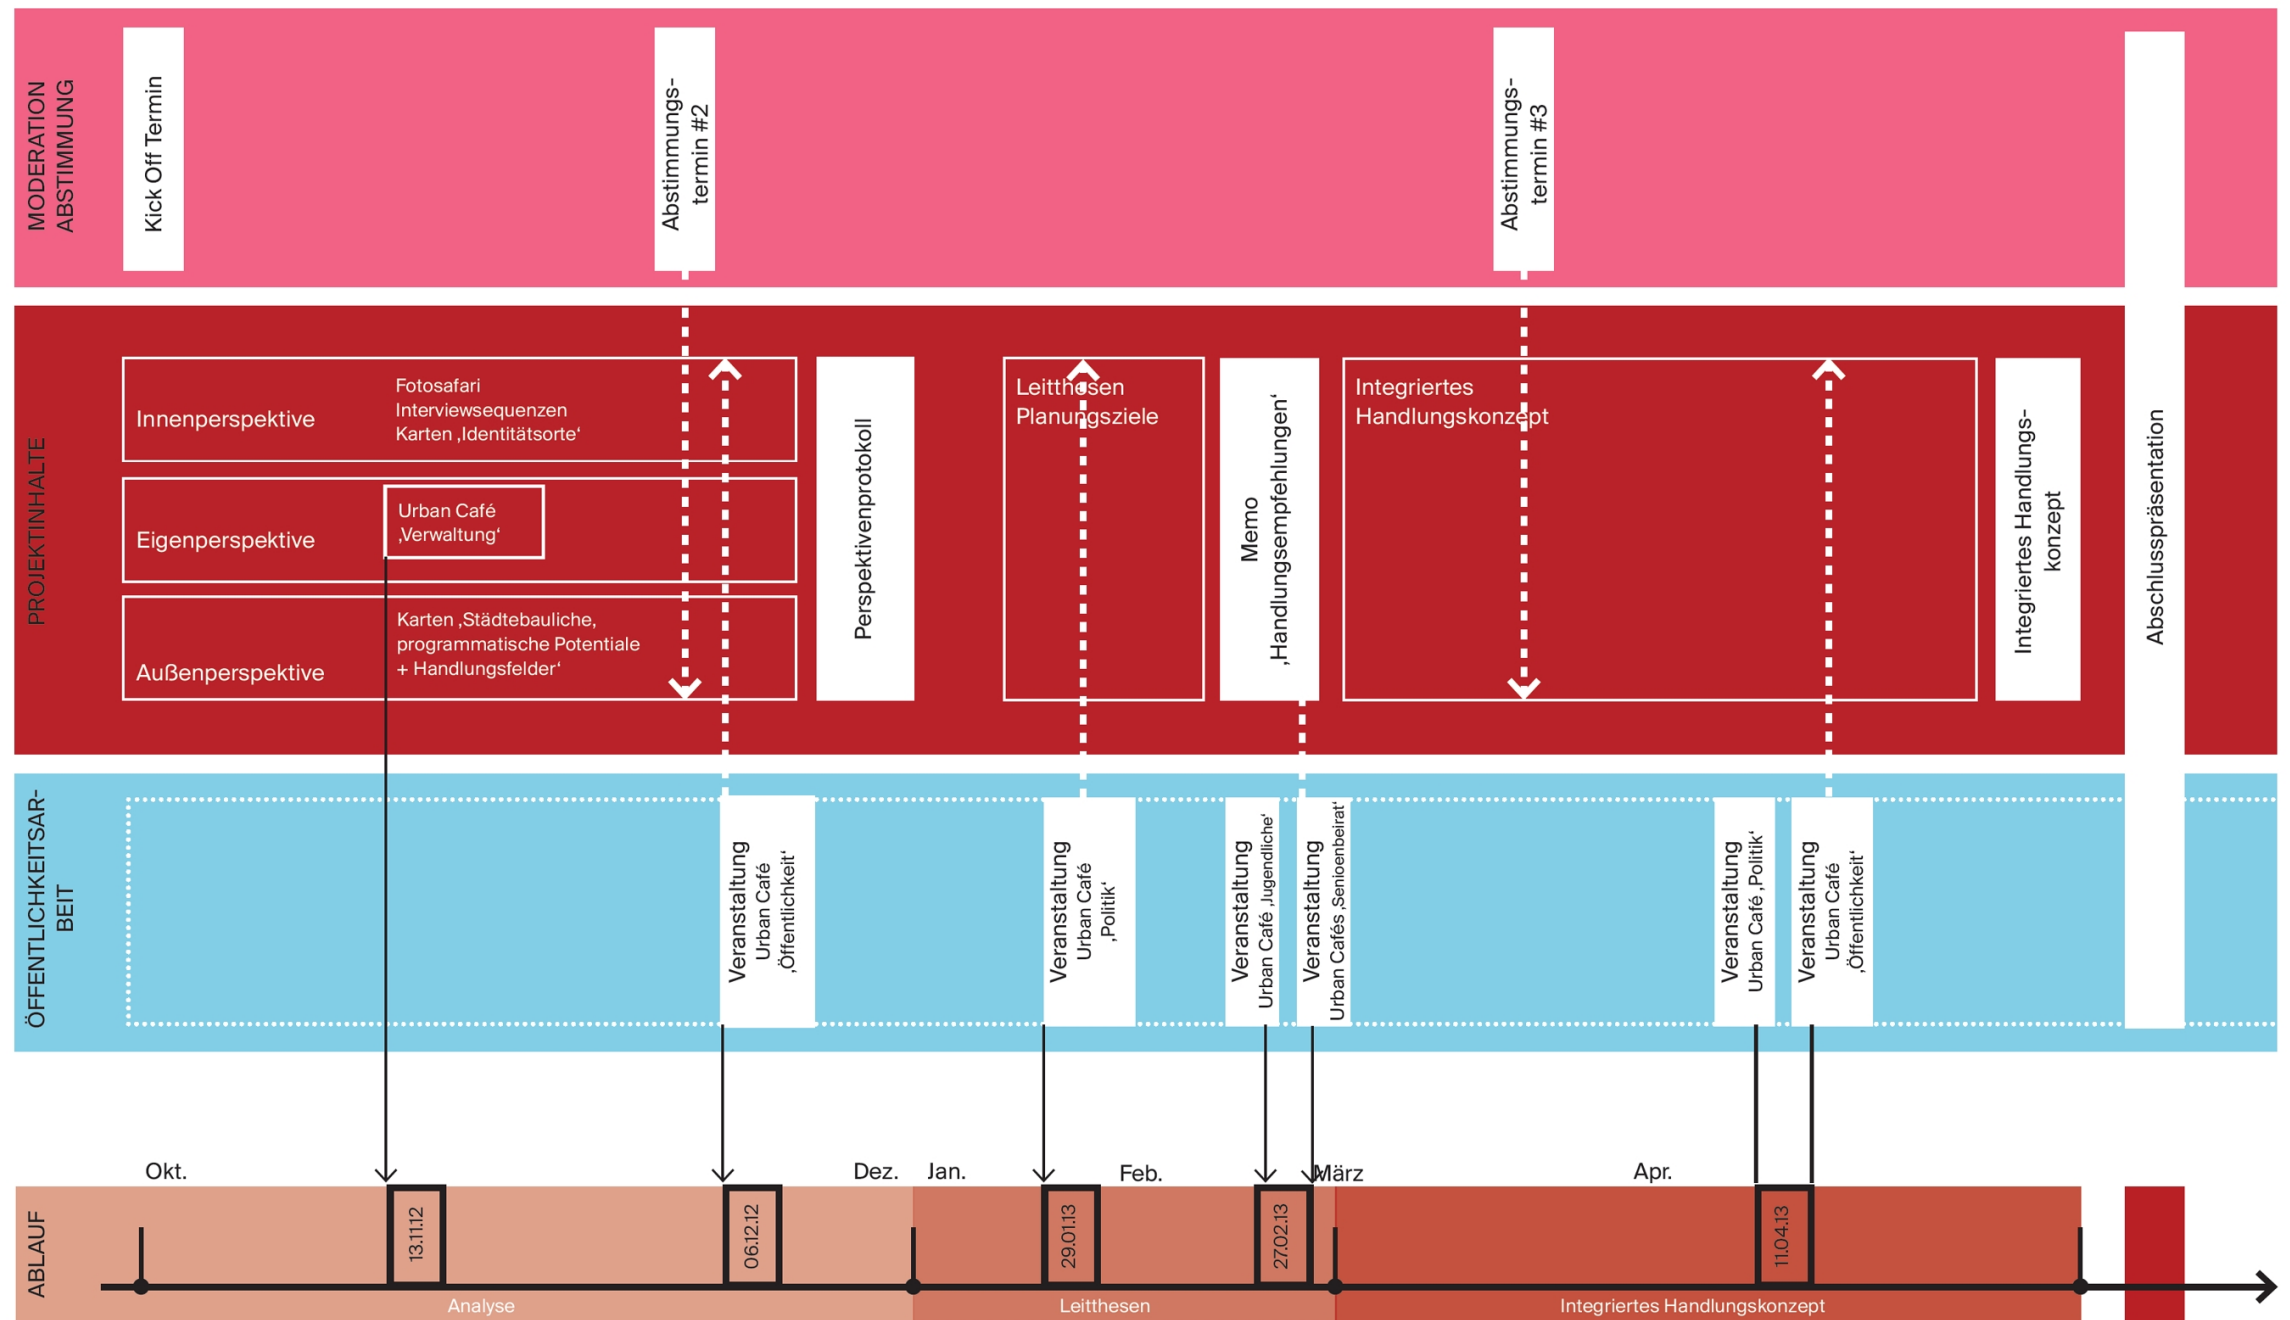 MODERATION
ABSTIMMUNG
Kick Off Termin
Abstimmungs-
termin #2
Abstimmungs-
termin #3
PROJEKTINHALTE
Innenperspektive
Fotosafari
Interviewsequenzen
Karten ‚Identitätsorte‘
Eigenperspektive
Urban Café
‚Verwaltung‘
Außenperspektive
Karten ‚Städtebauliche,
programmatische Potentiale
+ Handlungsfelder‘
Perspektivenprotokoll
Leitthesen
Planungsziele
Memo
‚Handlungsempfehlungen‘
Integriertes
Handlungskonzept
Integriertes Handlungs-
konzept
Abschlusspräsentation
ÖFFENTLICHKEITSAR-
BEIT
Veranstaltung
Urban Café
‚Öffentlichkeit‘
Veranstaltung
Urban Café
‚Politik‘
Veranstaltung
Urban Café ‚Jugendliche‘
Veranstaltung
Urban Cafés ‚Senioenbeirat‘
Veranstaltung
Urban Café ‚Politik‘
Veranstaltung
Urban Café
‚Öffentlichkeit‘
Okt.
Dez.
Jan.
Feb.
März
Apr.
ABLAUF
13.11.12
06.12.12
29.01.13
27.02.13
11.04.13
Analyse
Leitthesen
Integriertes Handlungskonzept